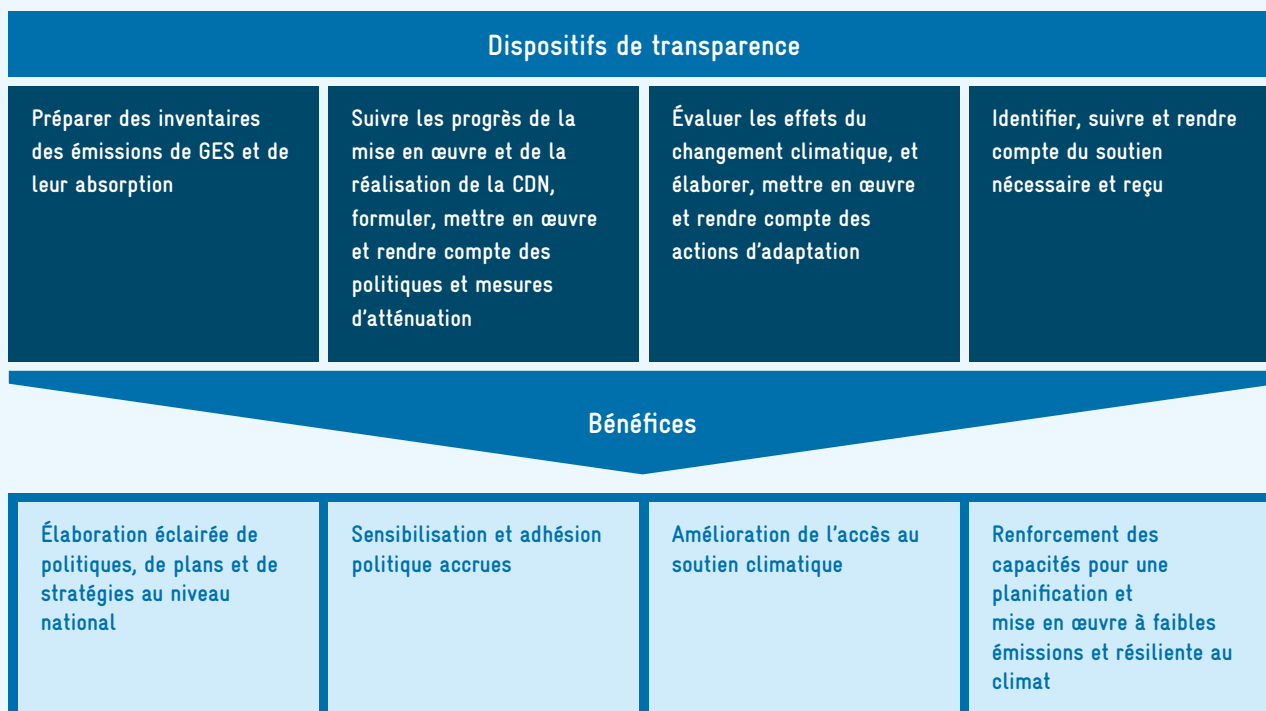 Dispositifs de transparence
Préparer des inventaires
des émissions de GES et de
leur absorption
Suivre les progrès de la
mise en œuvre et de la
réalisation de la CDN,
formuler, mettre en œuvre
et rendre compte des
politiques et mesures
d'atténuation
Évaluer les effets du
changement climatique, et
élaborer, mettre en œuvre
et rendre compte des
actions d'adaptation
Identifier, suivre et rendre
compte du soutien
nécessaire et reçu
Bénéfices
Élaboration éclairée de
politiques, de plans et de
stratégies au niveau
national
Sensibilisation et adhésion
politique accrues
Amélioration de l'accès au
soutien climatique
Renforcement des
capacités pour une
planification et
mise en œuvre à faibles
émissions et résiliente au
climat